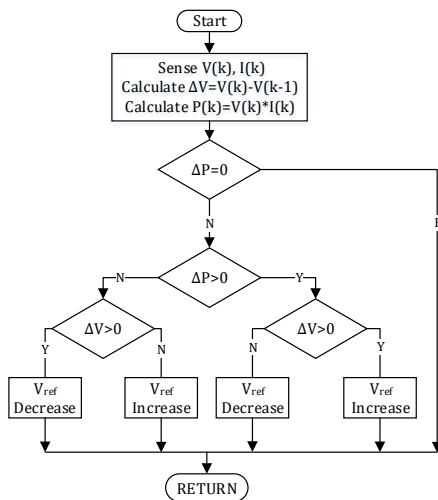 Start
Sense V(k), I(k)
Calculate ΔV=V(k)-V(k-1)
Calculate P(k)=V(k)*I(k)
ΔP=0
N
ΔP>0
N
Y
ΔV>0
ΔV>0
Y
N
N
Y
Vref
Decrease
Vref
Increase
Vref
Decrease
Vref
Increase
RETURN